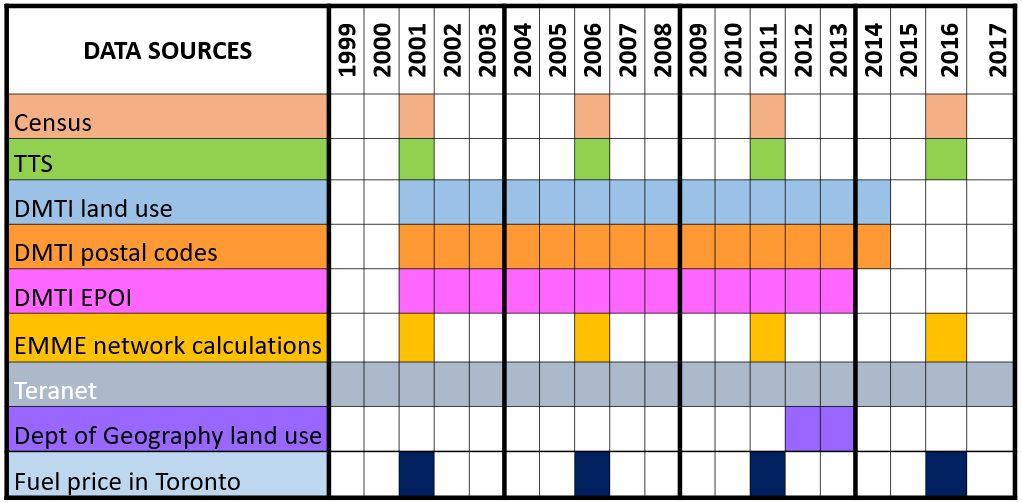 DATA SOURCES 1999 2000 2001 2002 2003 2004 2005 2006 2007 2008 2009 2010 2011 2012 2013 2014 2015 2016 2017
Census
TTS
DMTI land use
DMTI postal codes
DMTI EPOI
EMME network calculations
Teranet
Dept of Geography land use
Fuel price in Toronto